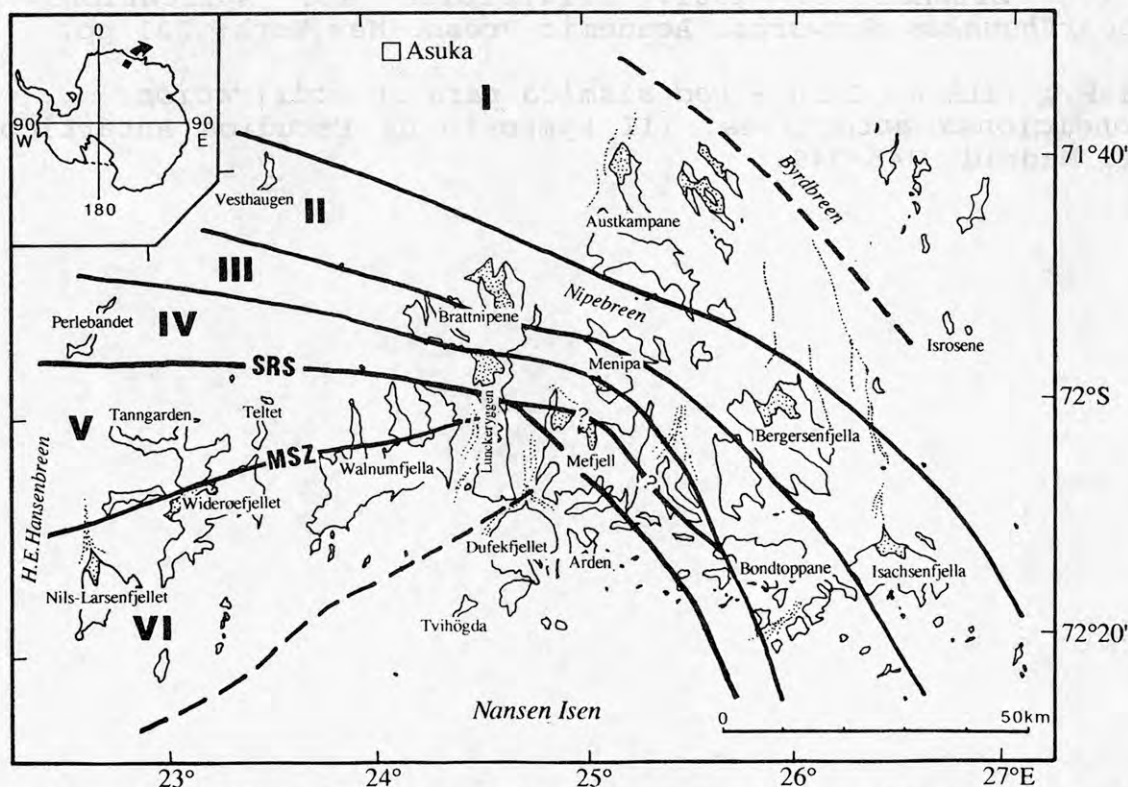 Asuka
I
90 W
90 E
180
71°40'
Byrdbreen
Vesthaugen
II
Austkampane
III
Nipebreen
Perlebandet
IV
Brattnipene
Isrosene
Menipa
SRS
72°S
V
Tanngarden
Teltet
Lunckeryggen
?
Bergersenfjella
MSZ
Walnumfjella
Mefjell
?
Widerøefjellet
H.E.Hansenbreen
Dufekfjellet
Arden
Bondtoppane
Isachsenfjella
Nils-Larsenfjellet
VI
Tvihögda
72°20'
Nansen Isen
0 50km
23° 24° 25° 26° 27°E